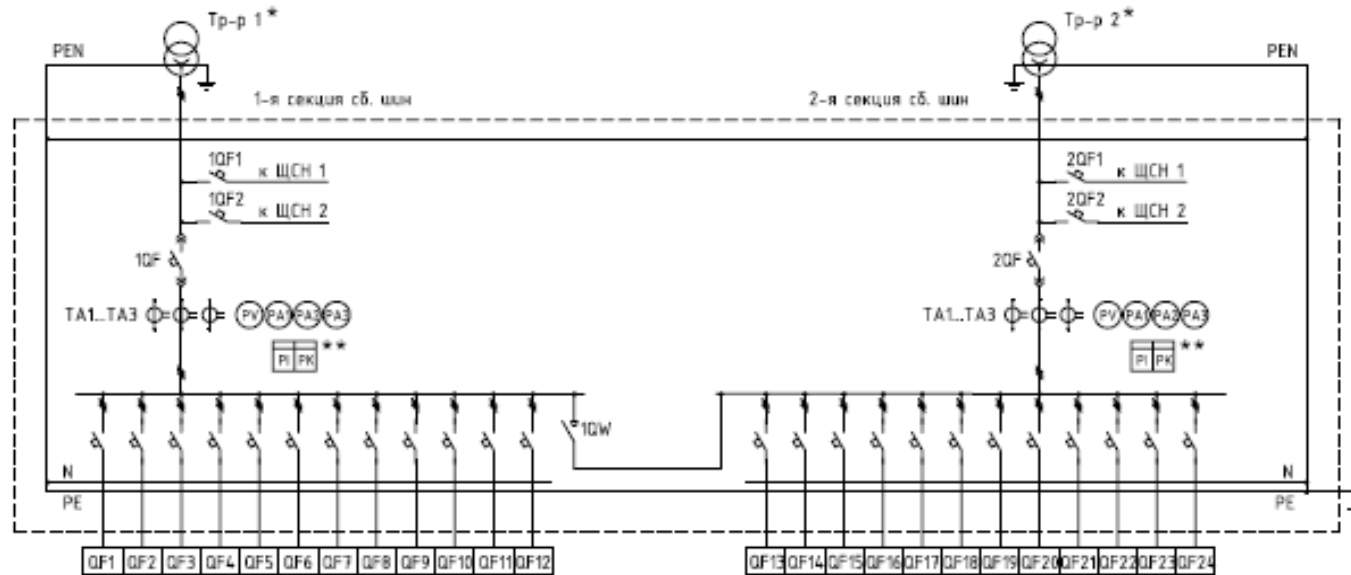 Тр-р 1* Тр-р 2*
PEN PEN
1-я секция сб. шин 2-я секция сб. шин
1QF1 к ЩСН 1 2QF1 к ЩСН 1
1QF2 к ЩСН 2 2QF2 к ЩСН 2
1QF 2QF
TA1...TA3 PV PA1 PA2 PA3 TA1...TA3 PV PA1 PA2 PA3
PI PK ** PI PK **
1QW
N N
PE PE
QF1 QF2 QF3 QF4 QF5 QF6 QF7 QF8 QF9 QF10 QF11 QF12 QF13 QF14 QF15 QF16 QF17 QF18 QF19 QF20 QF21 QF22 QF23 QF24